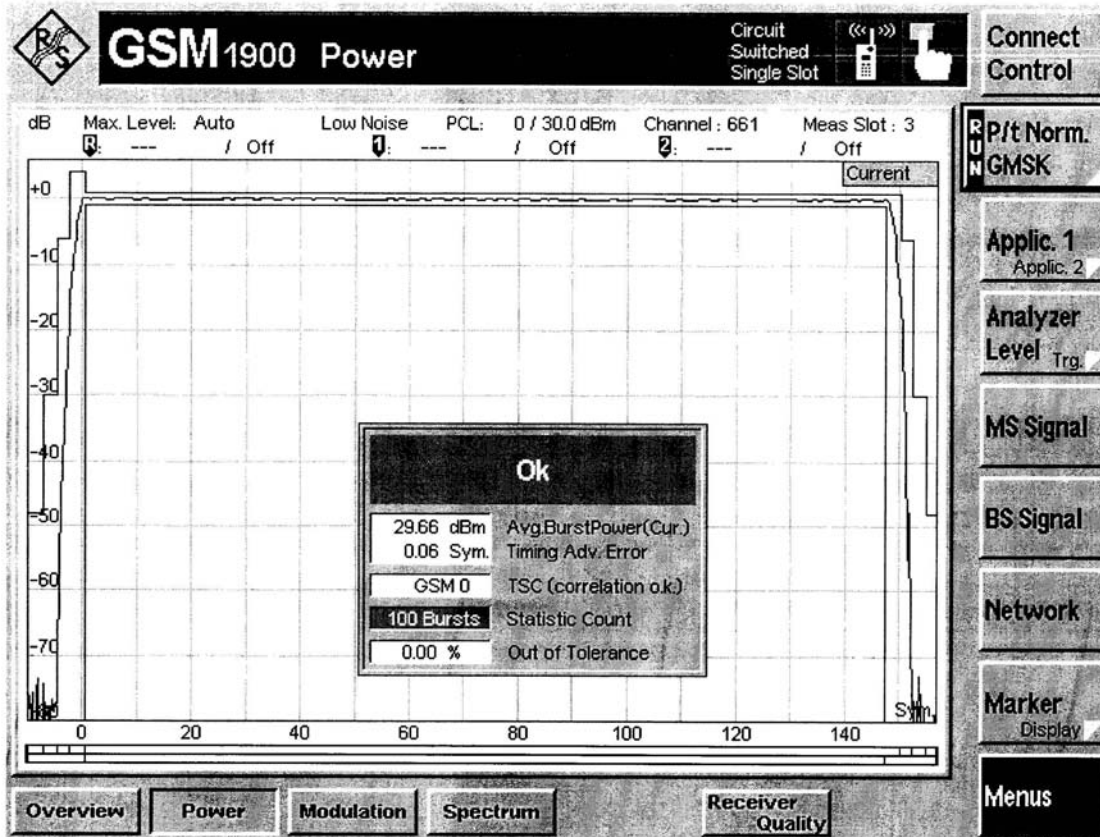 R S
GSM 1900 Power
Circuit
Switched
Single Slot
Connect
Control
dB Max. Level: Auto Low Noise PCL: 0 / 30.0 dBm Channel : 661 Meas Slot : 3
R: --- / Off 1: --- / Off 2: --- / Off
Current
RUN
P/t Norm.
GMSK
Applic. 1
Applic. 2
Analyzer
Level Trg.
MS Signal
BS Signal
Network
Marker
Display
Menus
+0
-10
-20
-30
-40
-50
-60
-70
Ok
29.66 dBm Avg.BurstPower(Cur.)
0.06 Sym. Timing Adv. Error
GSM 0 TSC (correlation o.k.)
100 Bursts Statistic Count
0.00 % Out of Tolerance
Sym.
0 20 40 60 80 100 120 140
Overview Power Modulation Spectrum Receiver
Quality